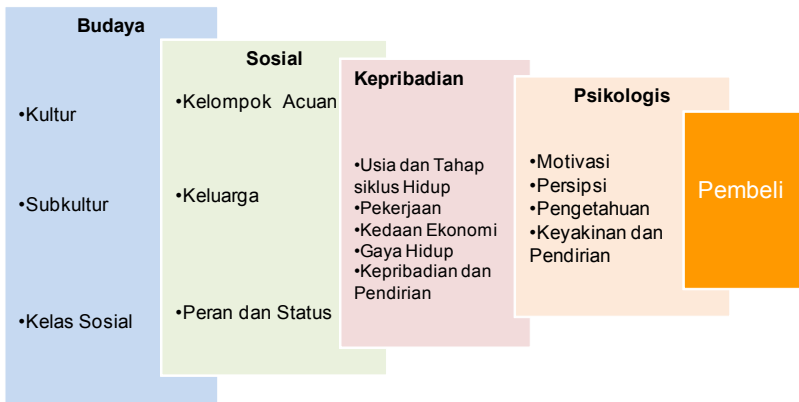 Budaya
•Kultur
•Subkultur
•Kelas Sosial
Sosial
•Kelompok Acuan
•Keluarga
•Peran dan Status
Kepribadian
•Usia dan Tahap
siklus Hidup
•Pekerjaan
•Kedaan Ekonomi
•Gaya Hidup
•Kepribadian dan
Pendirian
Psikologis
•Motivasi
•Persipsi
•Pengetahuan
•Keyakinan dan
Pendirian
Pembeli